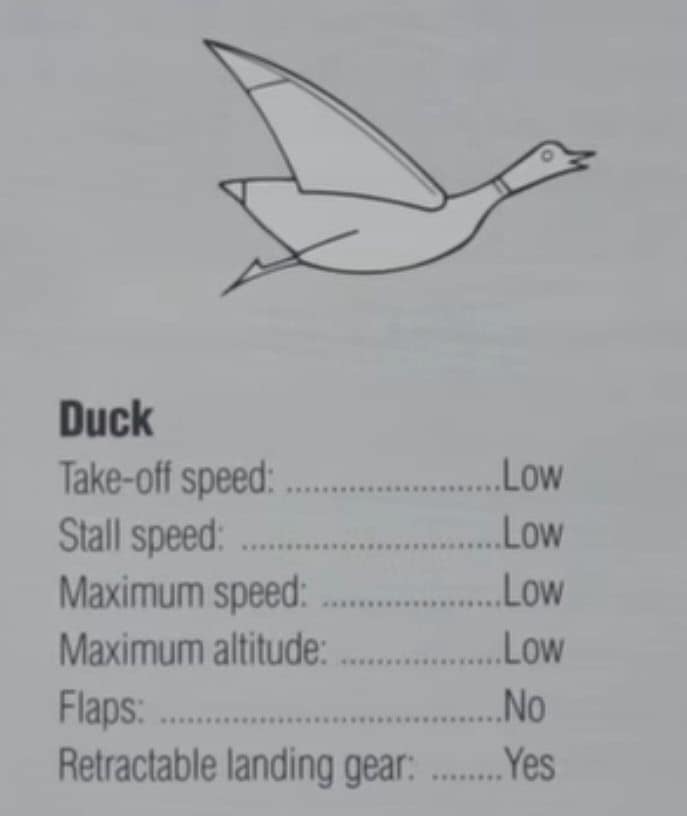 Duck
Take-off speed: ........................Low
Stall speed: .............................Low
Maximum speed: ....................Low
Maximum altitude: ..................Low
Flaps: ......................................No
Retractable landing gear: ........Yes